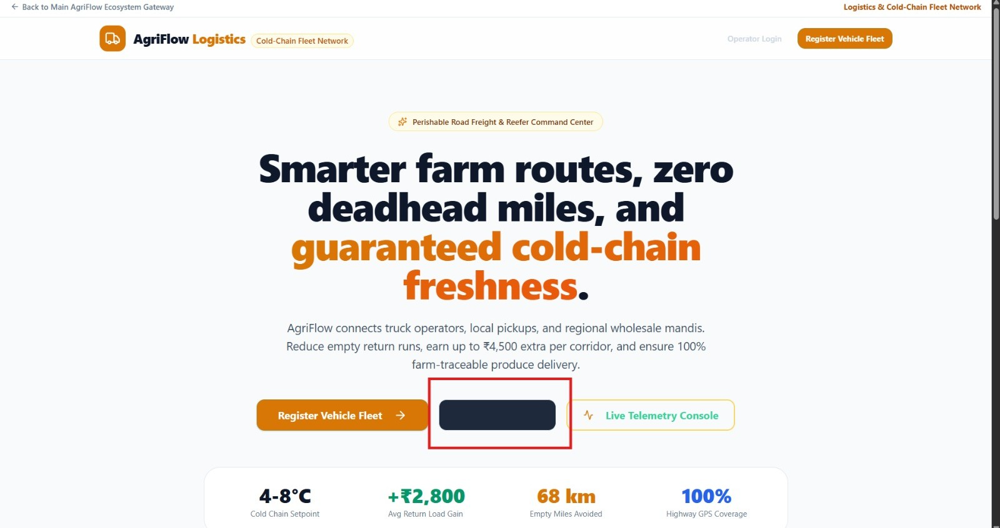 Back to Main AgriFlow Ecosystem Gateway
Logistics & Cold-Chain Fleet Network
AgriFlow Logistics
Cold-Chain Fleet Network
Operator Login
Register Vehicle Fleet
Perishable Road Freight & Reefer Command Center
Smarter farm routes, zero
deadhead miles, and
guaranteed cold-chain
freshness.
AgriFlow connects truck operators, local pickups, and regional wholesale mandis.
Reduce empty return runs, earn up to ₹4,500 extra per corridor, and ensure 100%
farm-traceable produce delivery.
Register Vehicle Fleet
Live Telemetry Console
4-8°C
Cold Chain Setpoint
+₹2,800
Avg Return Load Gain
68 km
Empty Miles Avoided
100%
Highway GPS Coverage